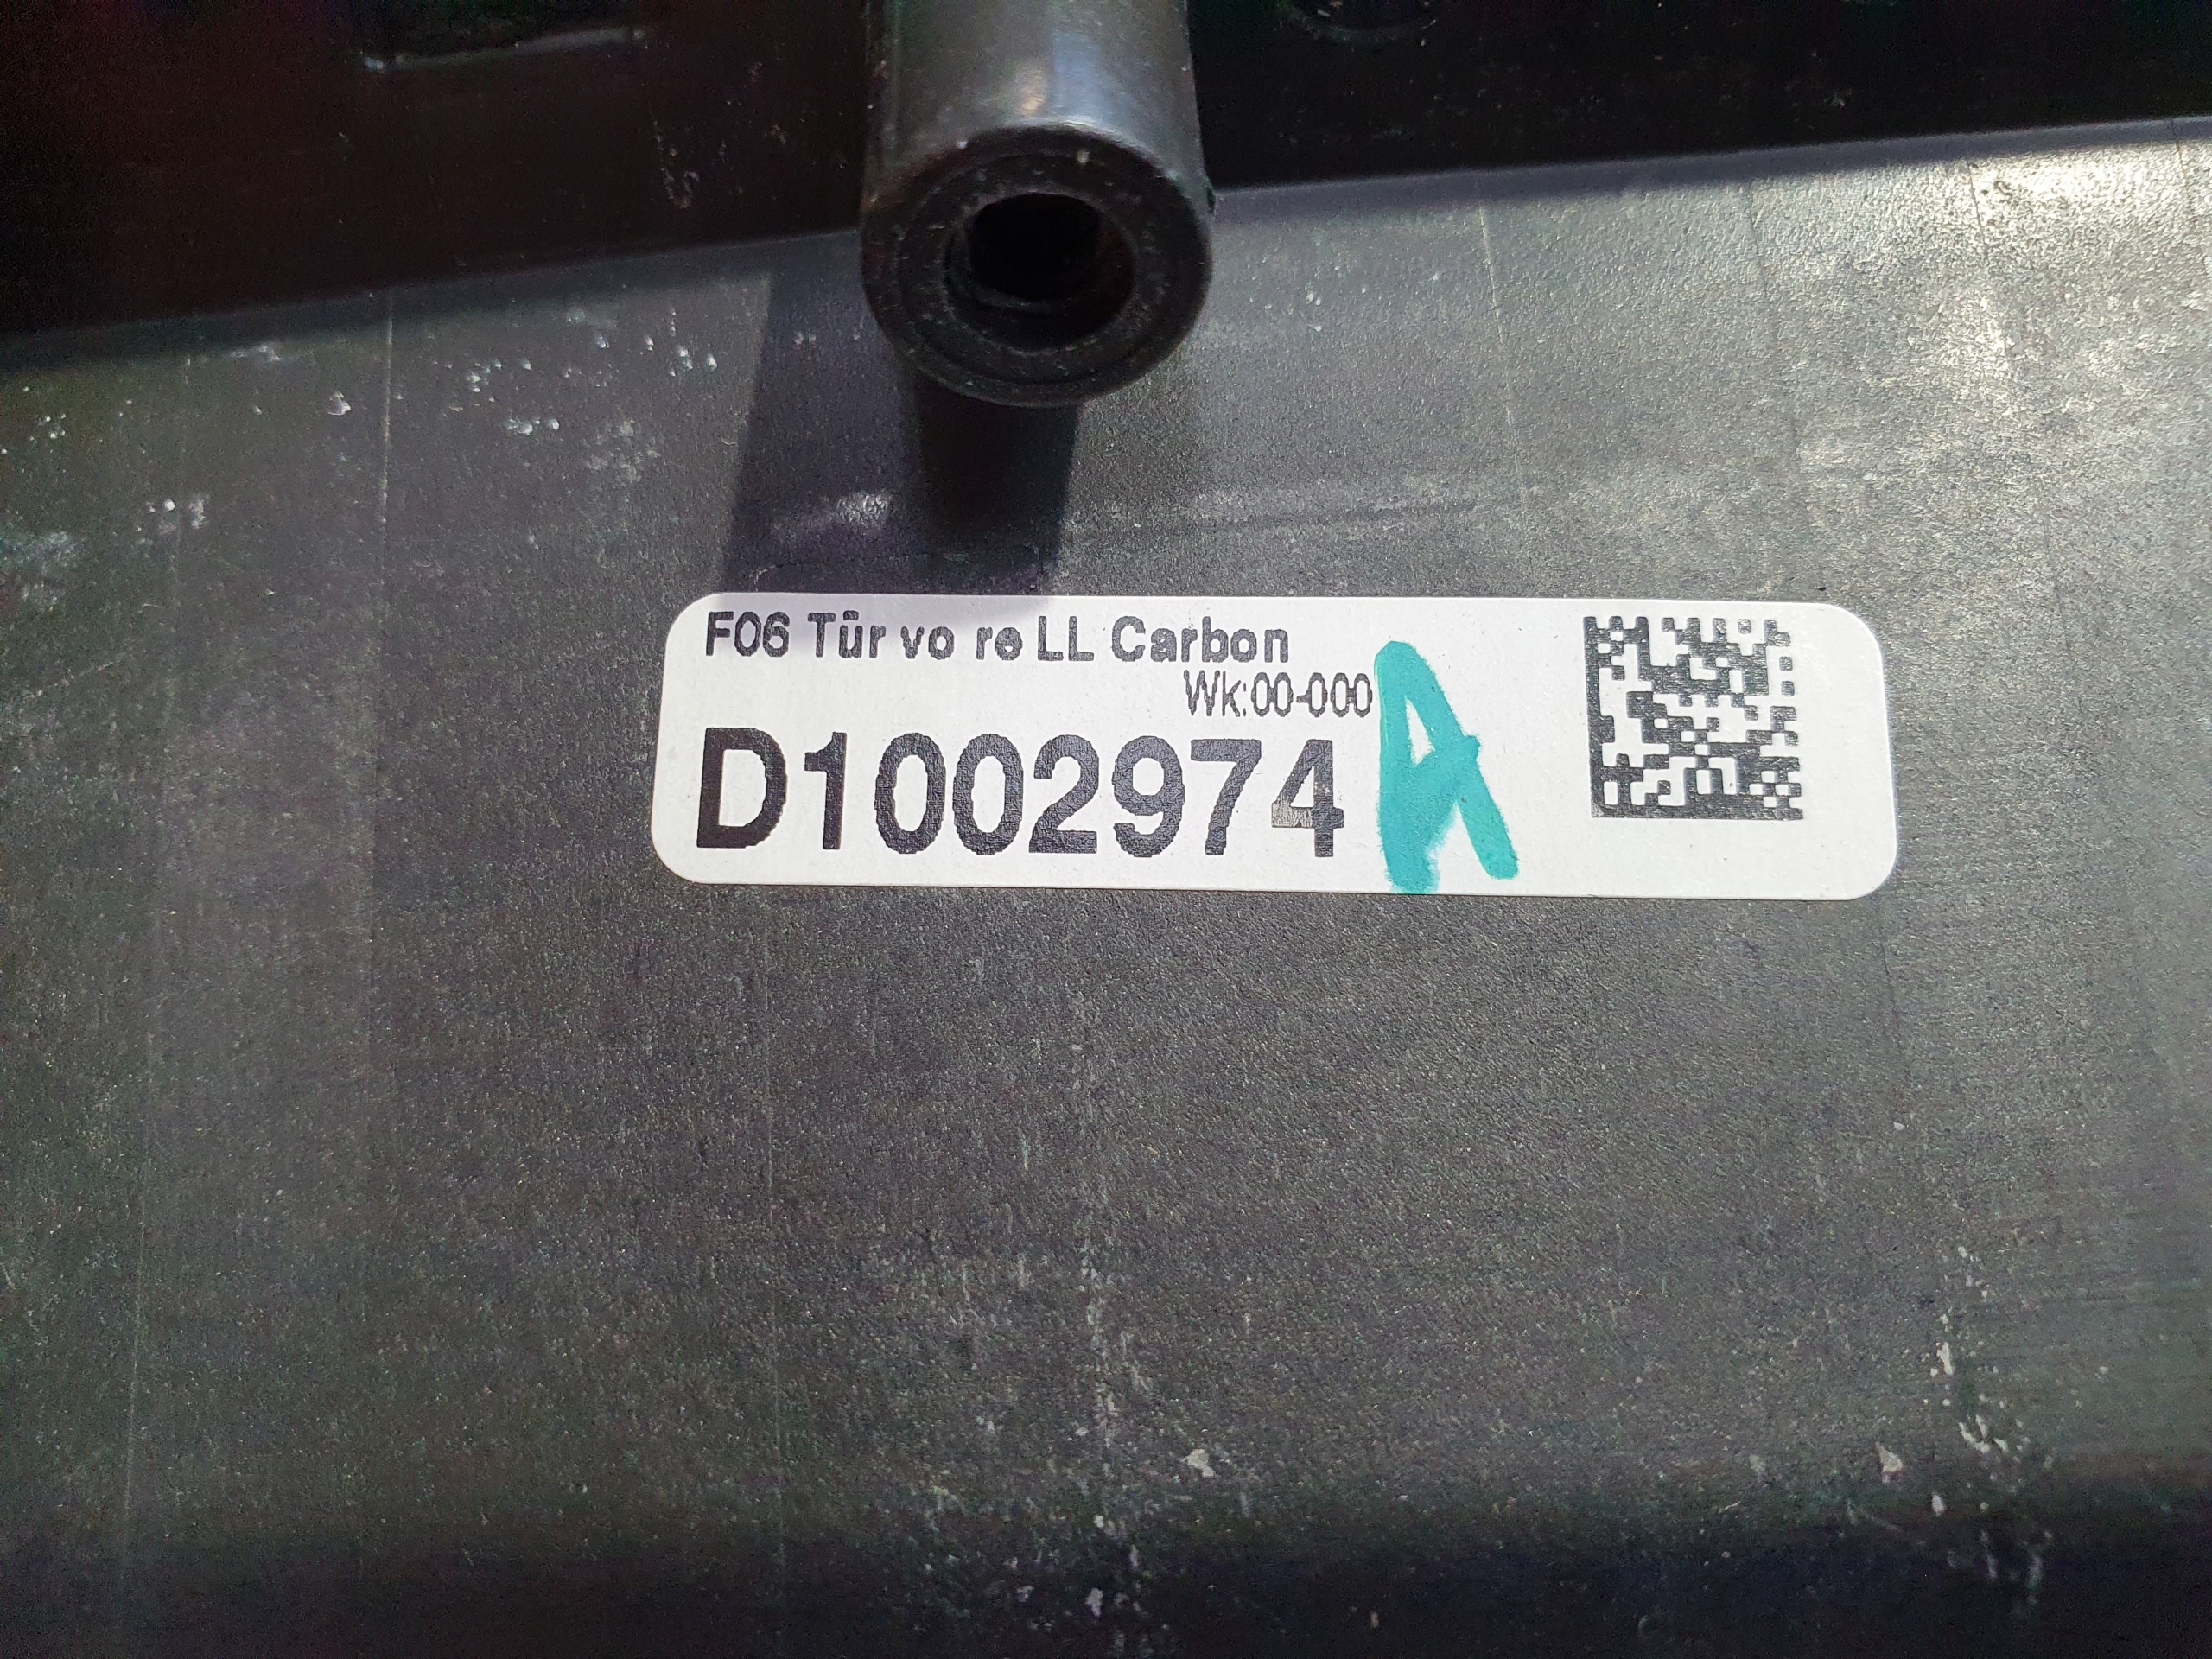 F06 Tür vo re LL Carbon
Wk:00-000
D1002974 A